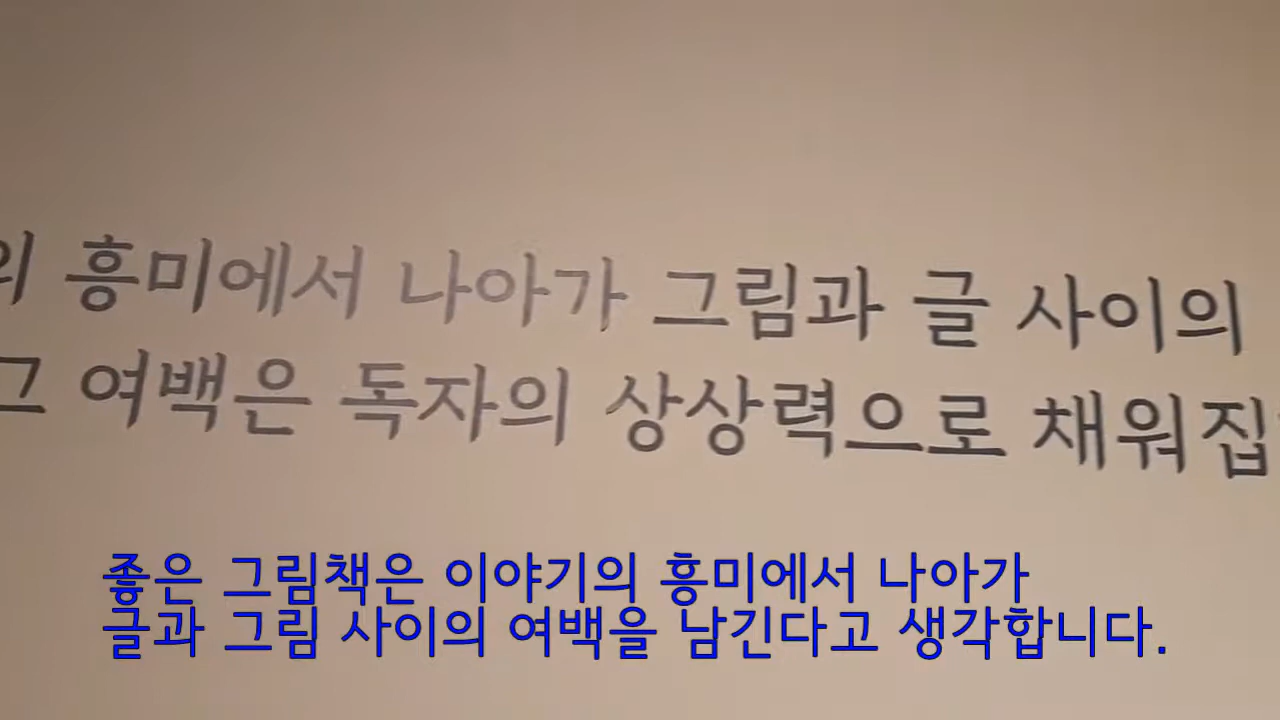 의 흥미에서 나아가 그림과 글 사이의
그 여백은 독자의 상상력으로 채워집
좋은 그림책은 이야기의 흥미에서 나아가
글과 그림 사이의 여백을 남긴다고 생각합니다.